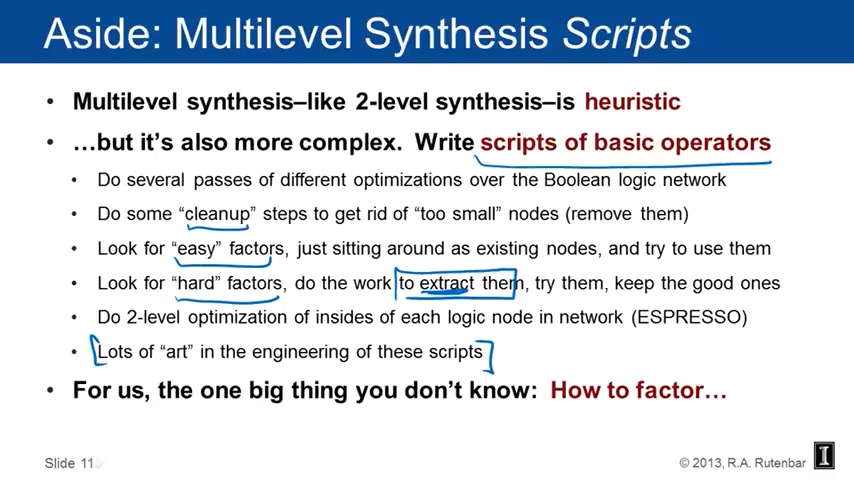 Aside: Multilevel Synthesis Scripts
• Multilevel synthesis–like 2-level synthesis–is heuristic
• …but it's also more complex. Write scripts of basic operators
• Do several passes of different optimizations over the Boolean logic network
• Do some “cleanup” steps to get rid of “too small” nodes (remove them)
• Look for “easy” factors, just sitting around as existing nodes, and try to use them
• Look for “hard” factors, do the work to extract them, try them, keep the good ones
• Do 2-level optimization of insides of each logic node in network (ESPRESSO)
• Lots of “art” in the engineering of these scripts
• For us, the one big thing you don't know: How to factor…
Slide 11
© 2013, R.A. Rutenbar
I